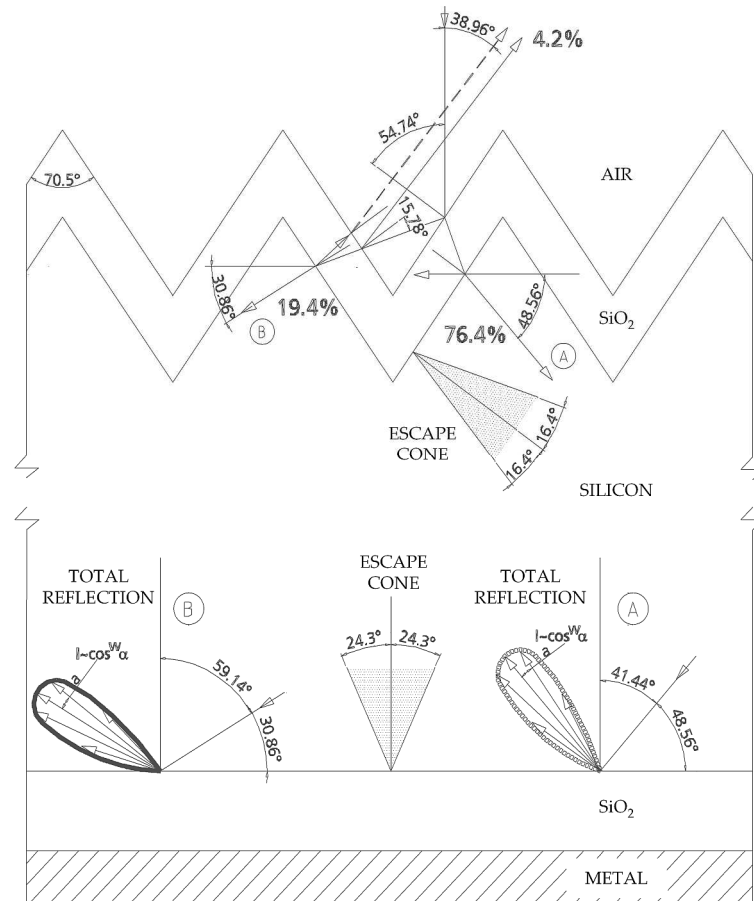 38.96°
4.2%
54.74°
70.5°
AIR
15.78°
30.86°
19.4%
B
76.4%
48.56°
A
SiO₂
ESCAPE
CONE
16.4°
16.4°
SILICON
TOTAL
REFLECTION
B
ESCAPE
CONE
TOTAL
REFLECTION
A
I~cosᵂα
a
59.14°
30.86°
24.3°
24.3°
I~cosᵂα
a
41.44°
48.56°
SiO₂
METAL